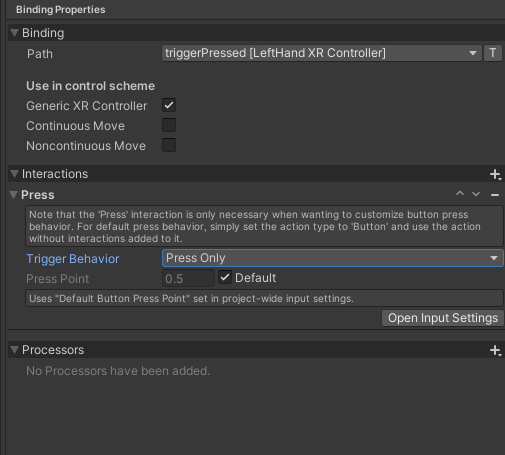 Binding Properties
Binding
Path triggerPressed [LeftHand XR Controller] T
Use in control scheme
Generic XR Controller
Continuous Move
Noncontinuous Move
Interactions
Press
Note that the 'Press' interaction is only necessary when wanting to customize button press
behavior. For default press behavior, simply set the action type to 'Button' and use the action
without interactions added to it.
Trigger Behavior Press Only
Press Point 0.5 Default
Uses "Default Button Press Point" set in project-wide input settings.
Open Input Settings
Processors
No Processors have been added.